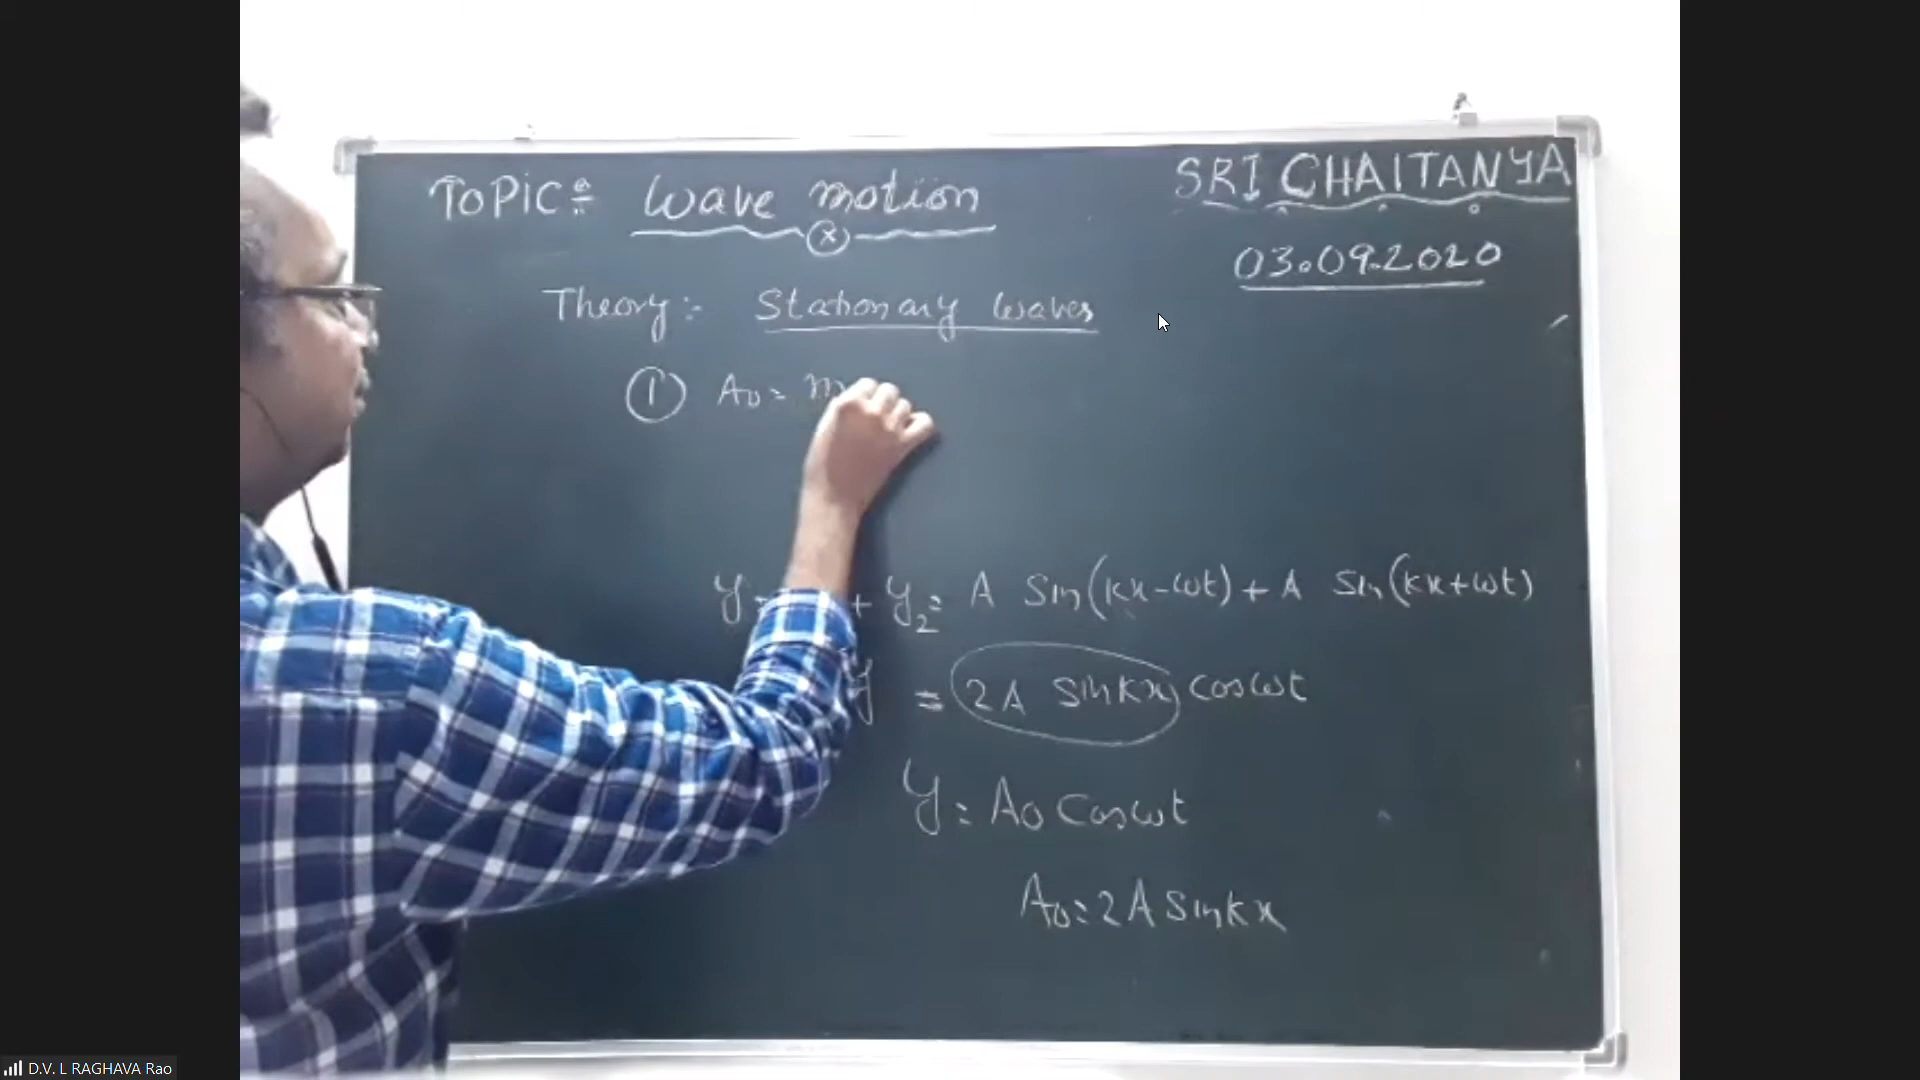 TOPIC:- Wave motion
SRI CHAITANYA
(x)
03.09.2020
Theory:- Stationary Waves
① A0 = m
y = + y2 = A Sin(kx-ωt) + A Sin(kx+ωt)
y = 2A Sinkx Cosωt
y = A0 Cosωt
A0 = 2A Sinkx
D.V. L RAGHAVA Rao